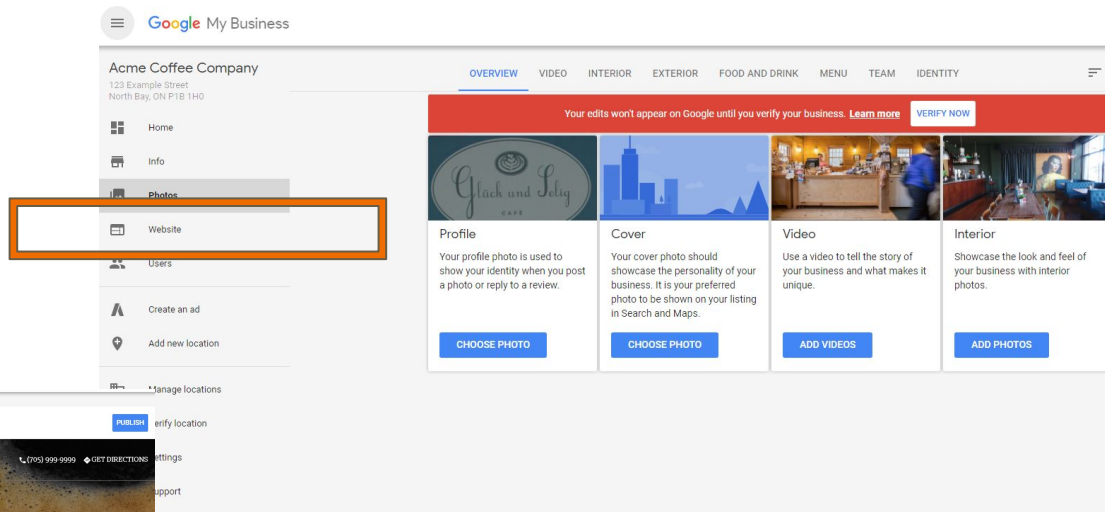 Google My Business
Acme Coffee Company
123 Example Street
North Bay, ON P1B 1H0
Home
Info
Photos
Website
Users
Create an ad
Add new location
Manage locations
erify location
ettings
upport
PUBLISH
(705) 999-9999 GET DIRECTIONS
OVERVIEW VIDEO INTERIOR EXTERIOR FOOD AND DRINK MENU TEAM IDENTITY
Your edits won't appear on Google until you verify your business. Learn more VERIFY NOW
Glück und Selig
CAFE
Profile
Your profile photo is used to
show your identity when you post
a photo or reply to a review.
CHOOSE PHOTO
Cover
Your cover photo should
showcase the personality of your
business. It is your preferred
photo to be shown on your listing
in Search and Maps.
CHOOSE PHOTO
Video
Use a video to tell the story of
your business and what makes it
unique.
ADD VIDEOS
Interior
Showcase the look and feel of
your business with interior
photos.
ADD PHOTOS